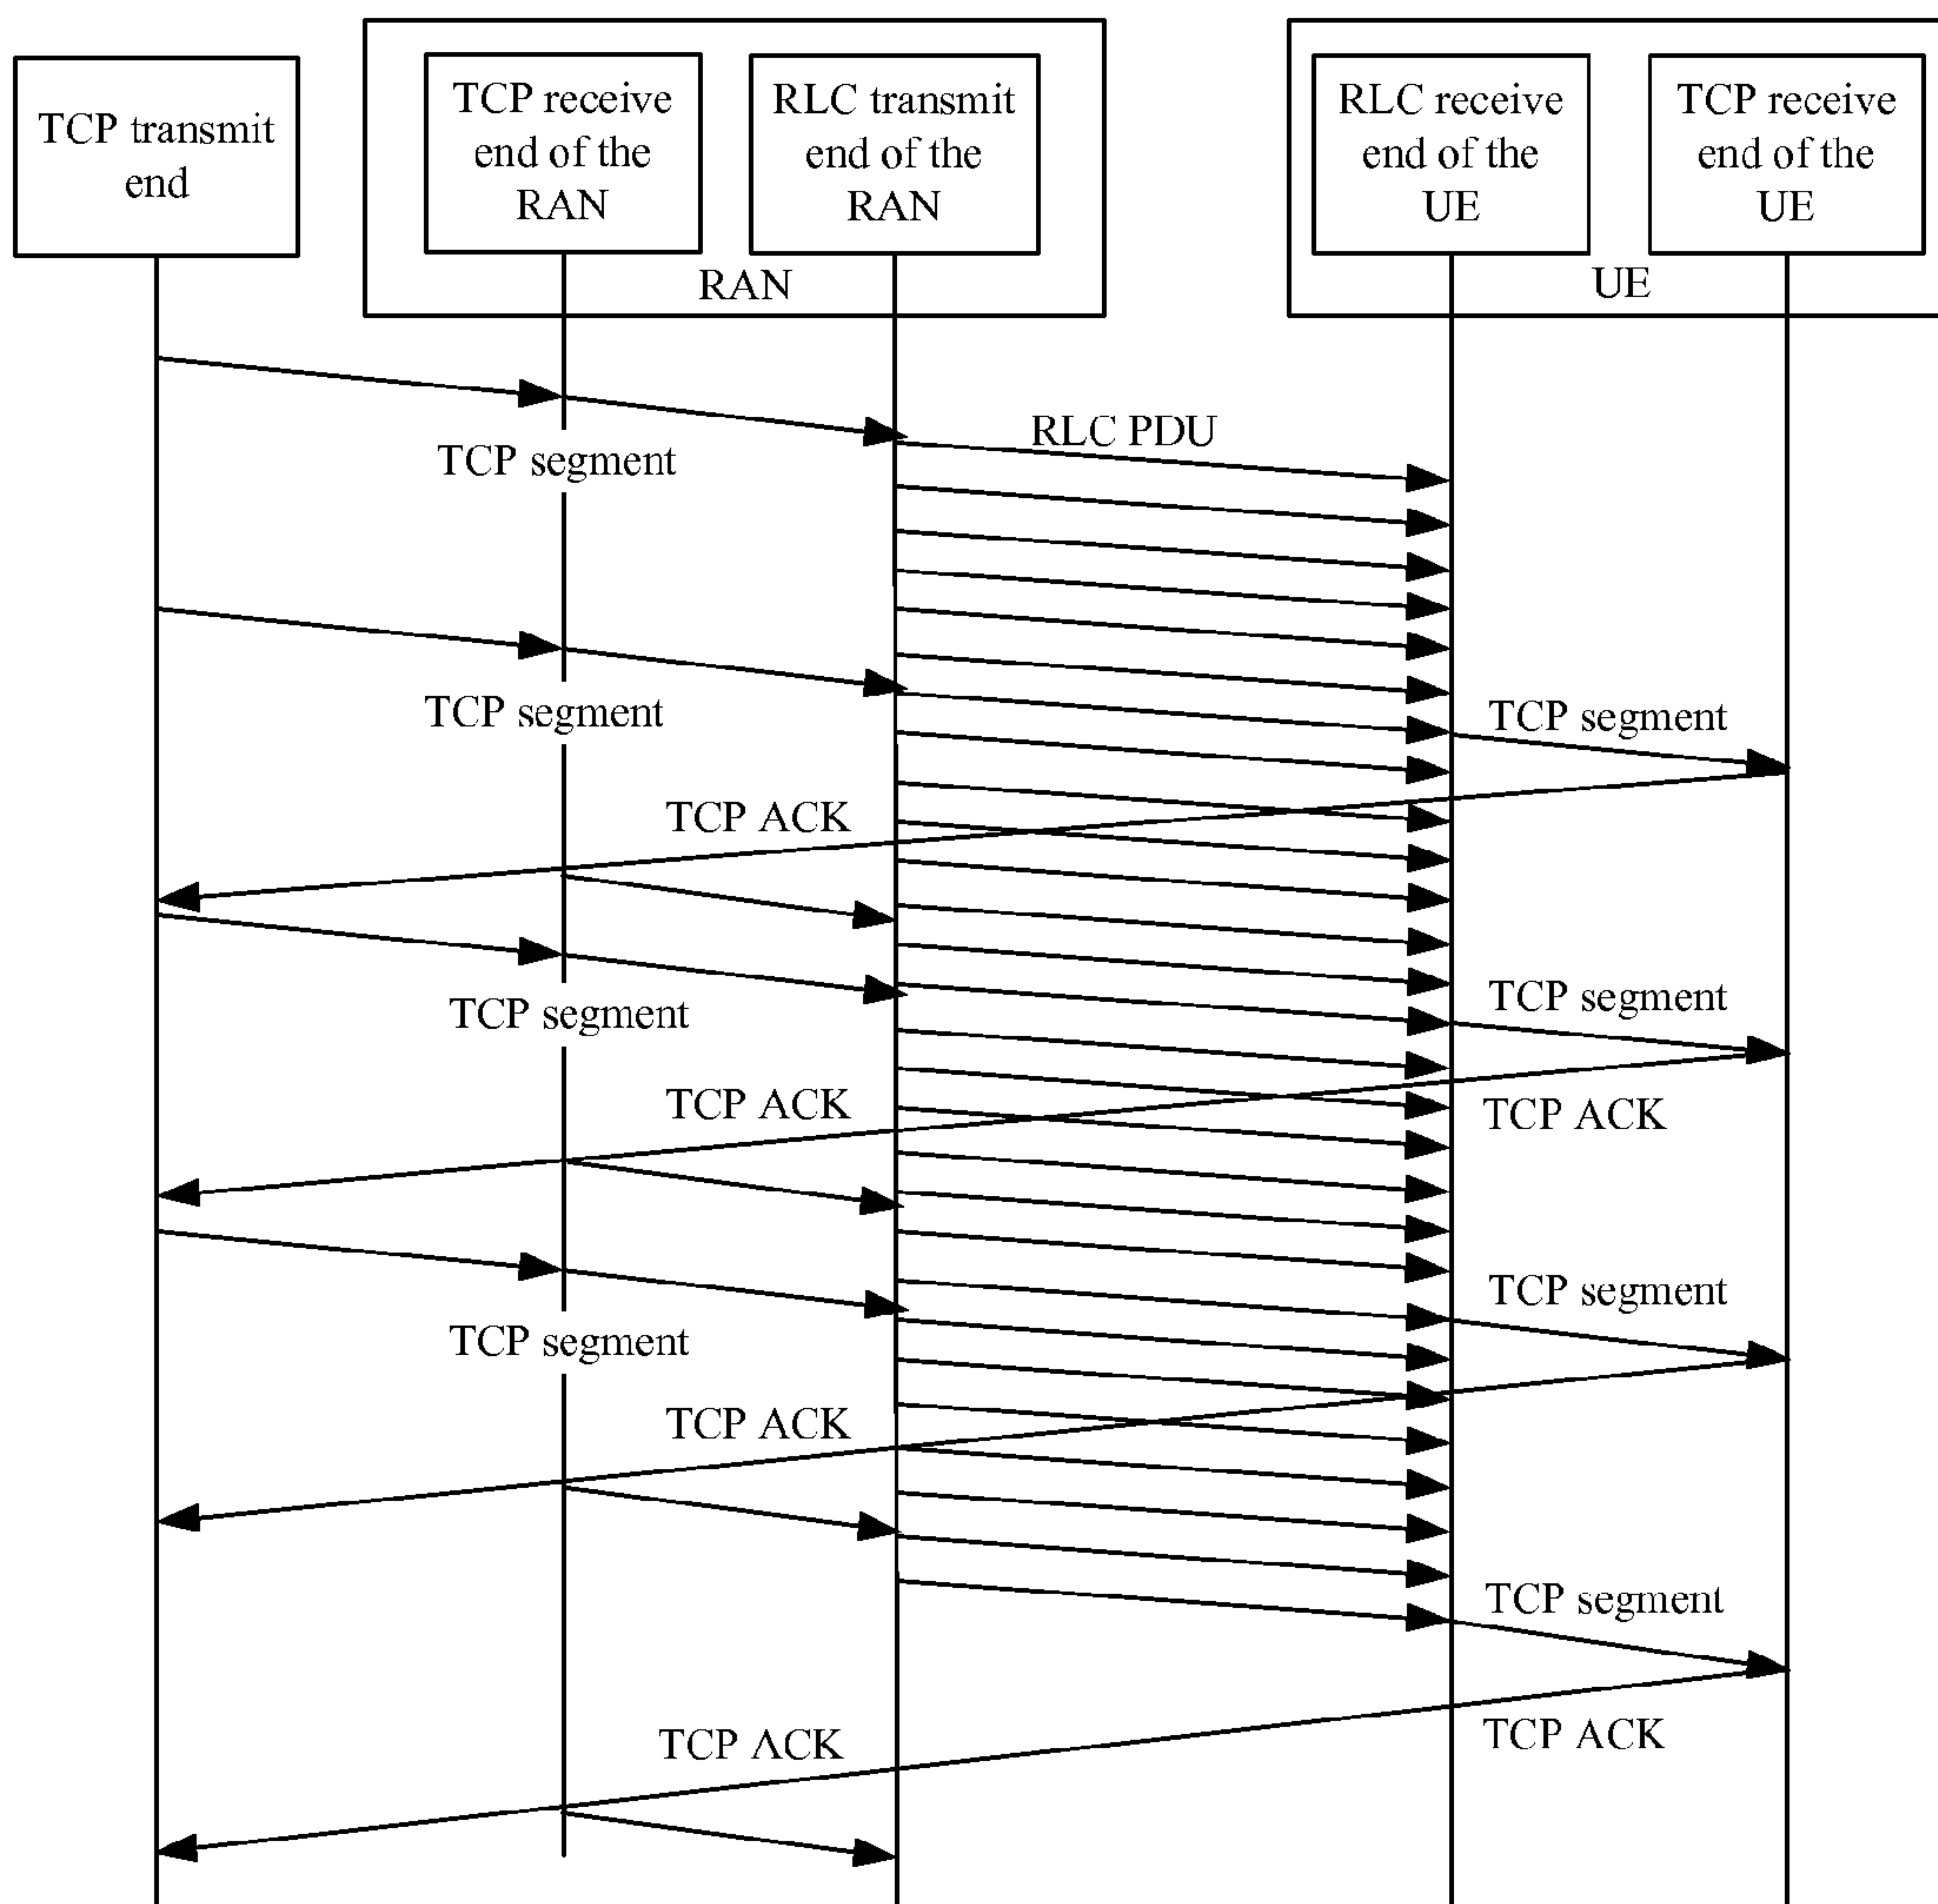 TCP transmit
end
TCP receive
end of the
RAN
RLC transmit
end of the
RAN
RAN
RLC receive
end of the
UE
TCP receive
end of the
UE
UE
RLC PDU
TCP segment
TCP segment
TCP segment
TCP ACK
TCP segment
TCP segment
TCP ACK
TCP ACK
TCP segment
TCP segment
TCP ACK
TCP segment
TCP ACK
TCP ACK